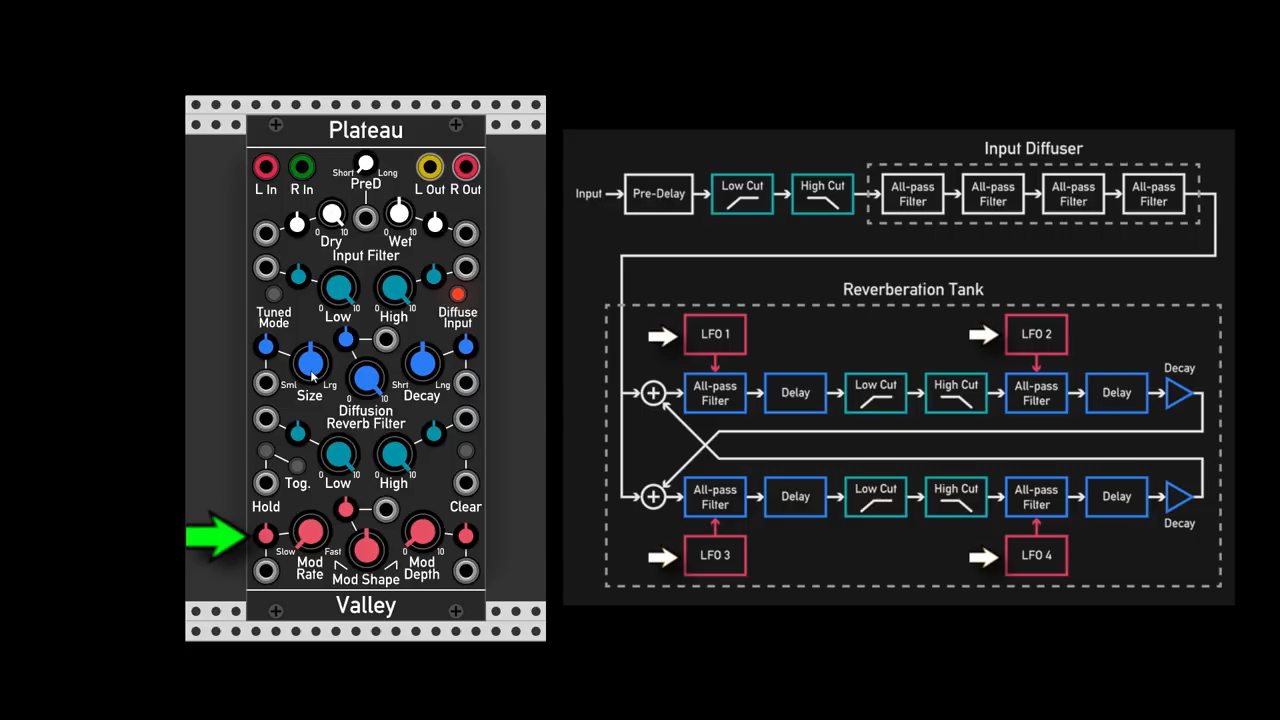 Plateau
L In
R In
Short
Long
PreD
L Out
R Out
0
10
Dry
0
10
Wet
Input Filter
0
10
Low
0
10
High
Tuned
Mode
Diffuse
Input
Sml
Lrg
Size
0
10
Diffusion
Shrt
Lng
Decay
Reverb Filter
0
10
Low
0
10
High
Tog.
Hold
Clear
Slow
Fast
Mod
Rate
Mod Shape
0
10
Mod
Depth
Valley
Input Diffuser
Input
Pre-Delay
Low Cut
High Cut
All-pass
Filter
All-pass
Filter
All-pass
Filter
All-pass
Filter
Reverberation Tank
LFO 1
LFO 2
All-pass
Filter
Delay
Low Cut
High Cut
All-pass
Filter
Delay
Decay
All-pass
Filter
Delay
Low Cut
High Cut
All-pass
Filter
Delay
Decay
LFO 3
LFO 4